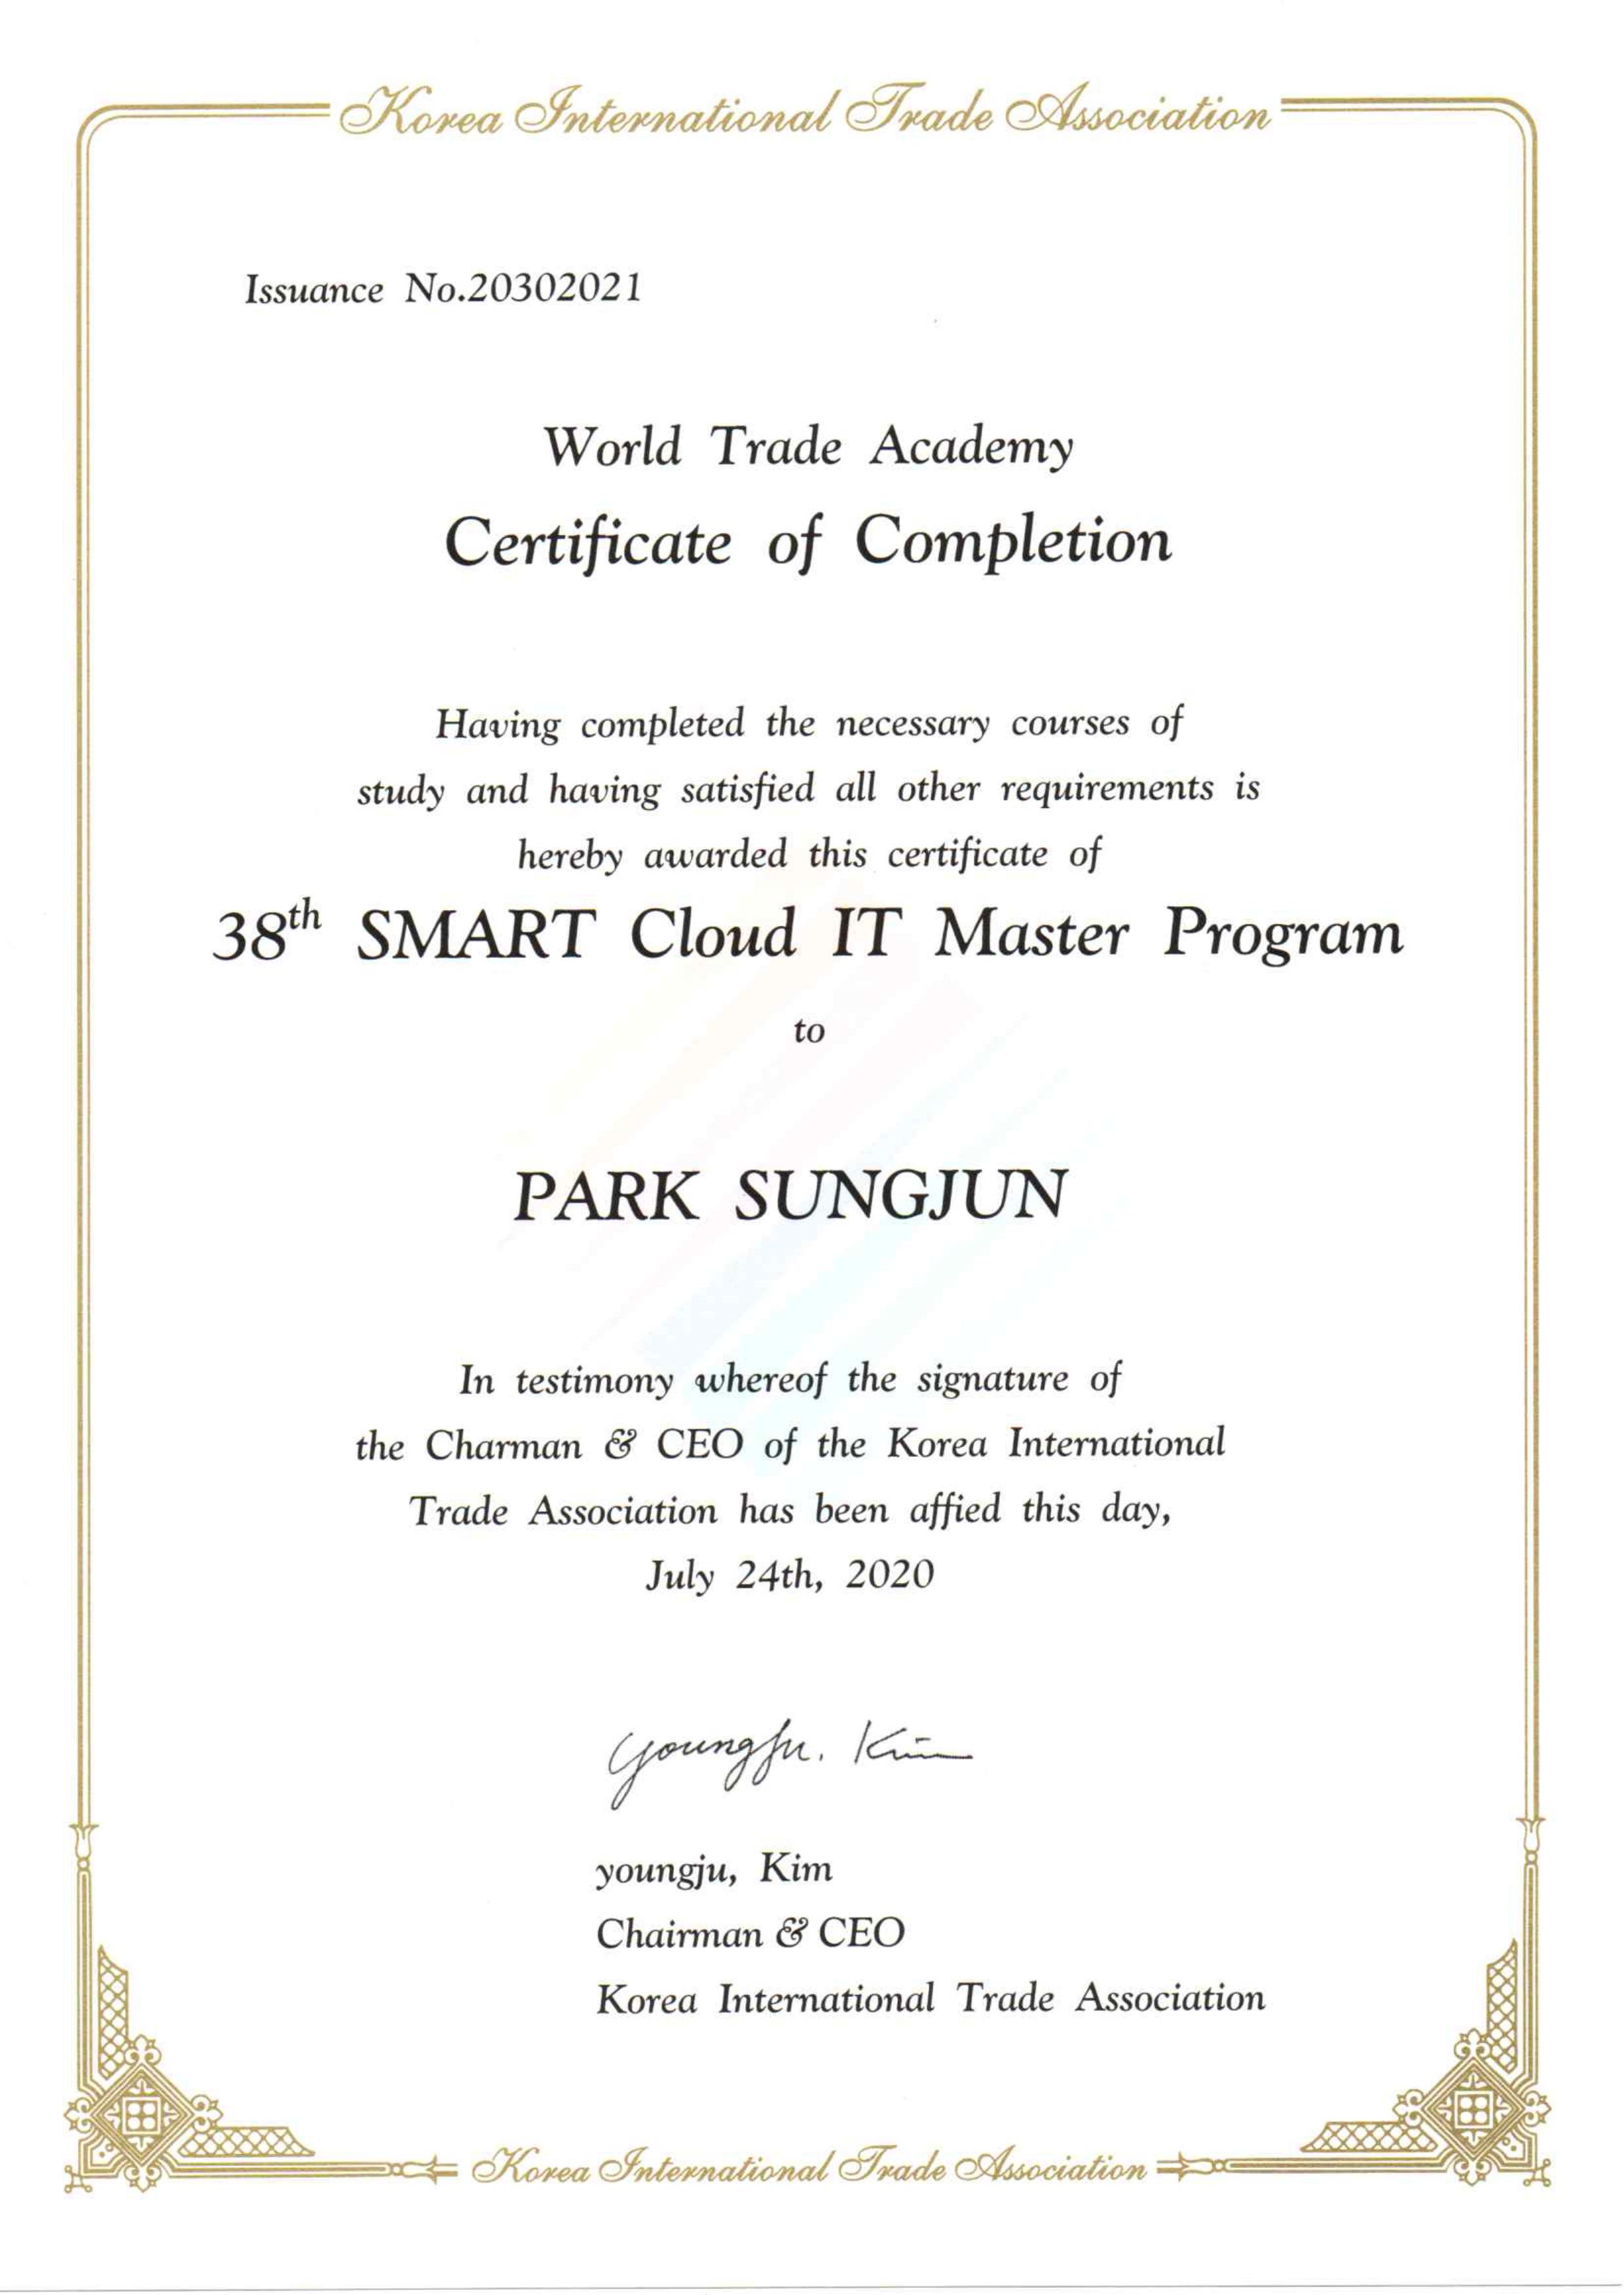 Korea International Trade Association
Issuance No.20302021
World Trade Academy
Certificate of Completion
Having completed the necessary courses of
study and having satisfied all other requirements is
hereby awarded this certificate of
38th SMART Cloud IT Master Program
to
PARK SUNGJUN
In testimony whereof the signature of
the Charman & CEO of the Korea International
Trade Association has been affied this day,
July 24th, 2020
youngju. Kim
youngju, Kim
Chairman & CEO
Korea International Trade Association
Korea International Trade Association